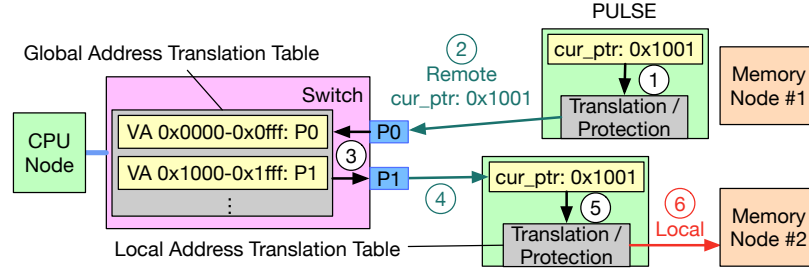 PULSE
Global Address Translation Table
②
Remote
cur_ptr: 0x1001
cur_ptr: 0x1001
①
Translation /
Protection
Memory
Node #1
Switch
CPU
Node
VA 0x0000-0x0fff: P0
P0
③
VA 0x1000-0x1fff: P1
P1
⋮
④
cur_ptr: 0x1001
⑤
Translation /
Protection
⑥
Local
Memory
Node #2
Local Address Translation Table